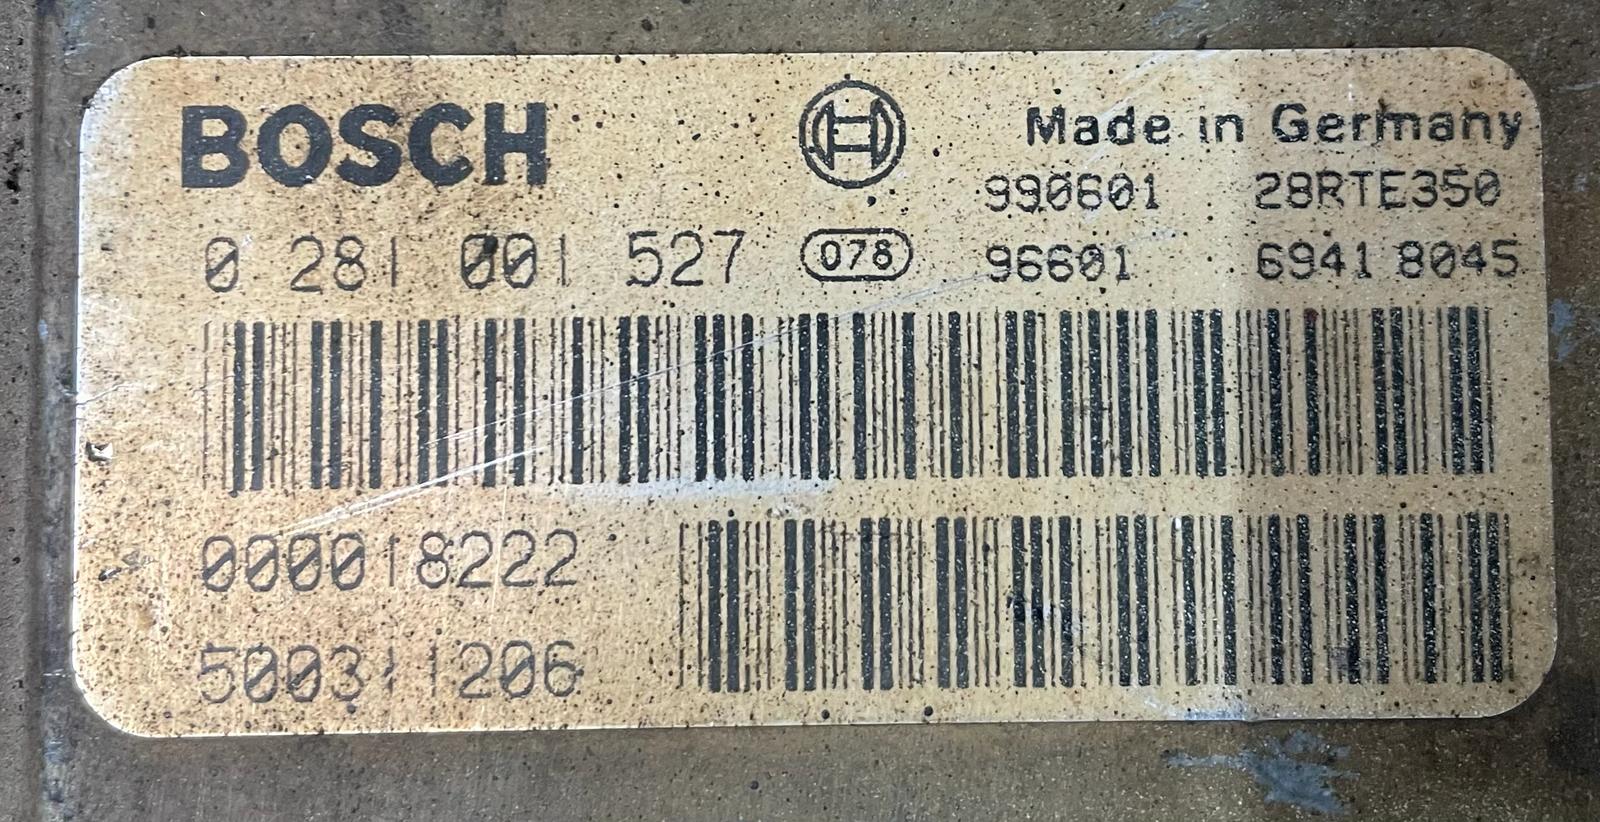 BOSCH Made in Germany
990601 28RTE350
0 281 001 527 078 96601 6941 8045
000018222
500311206